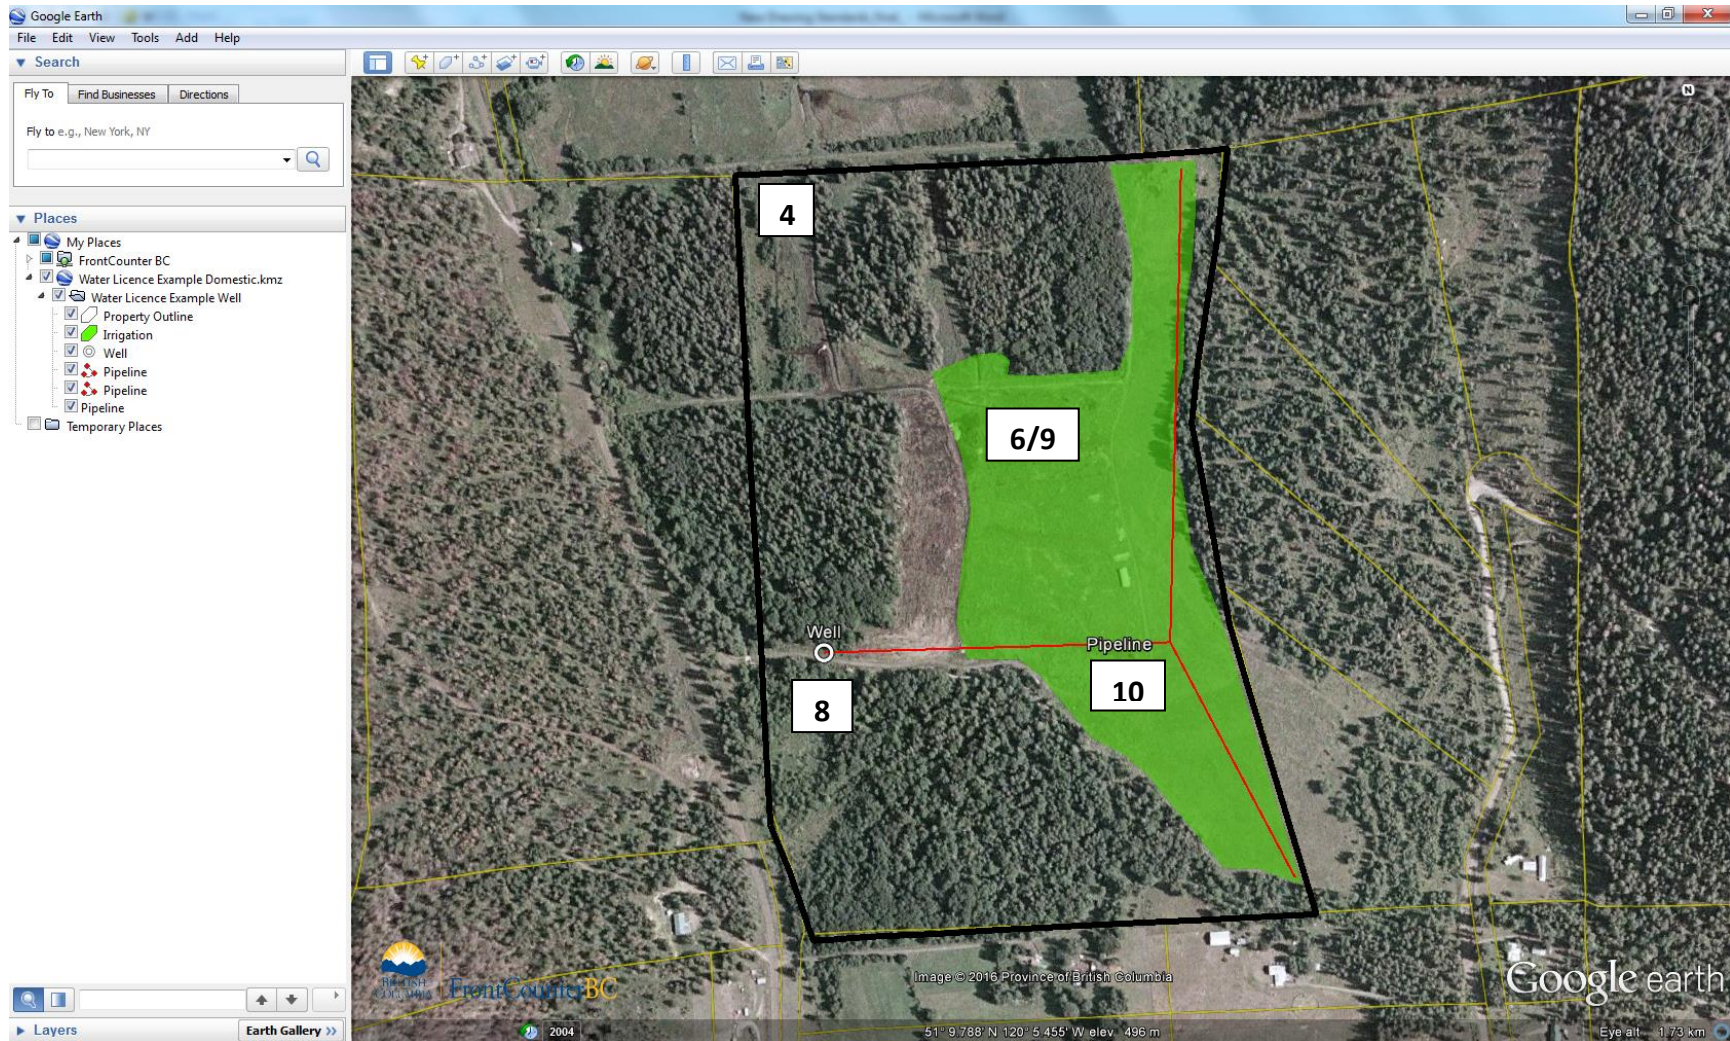 Google Earth
File Edit View Tools Add Help
Search
Fly To Find Businesses Directions
Fly to e.g., New York, NY
Places
My Places
FrontCounter BC
Water Licence Example Domestic.kmz
Water Licence Example Well
Property Outline
Irrigation
Well
Pipeline
Pipeline
Pipeline
Temporary Places
Layers
Earth Gallery >>
N
4
6/9
Well
Pipeline
10
8
BRITISH
COLUMBIA
FrontCounterBC
Image © 2016 Province of British Columbia
Google earth
2004
51° 9.788' N 120° 5.455' W elev 496 m
Eye alt 1.73 km